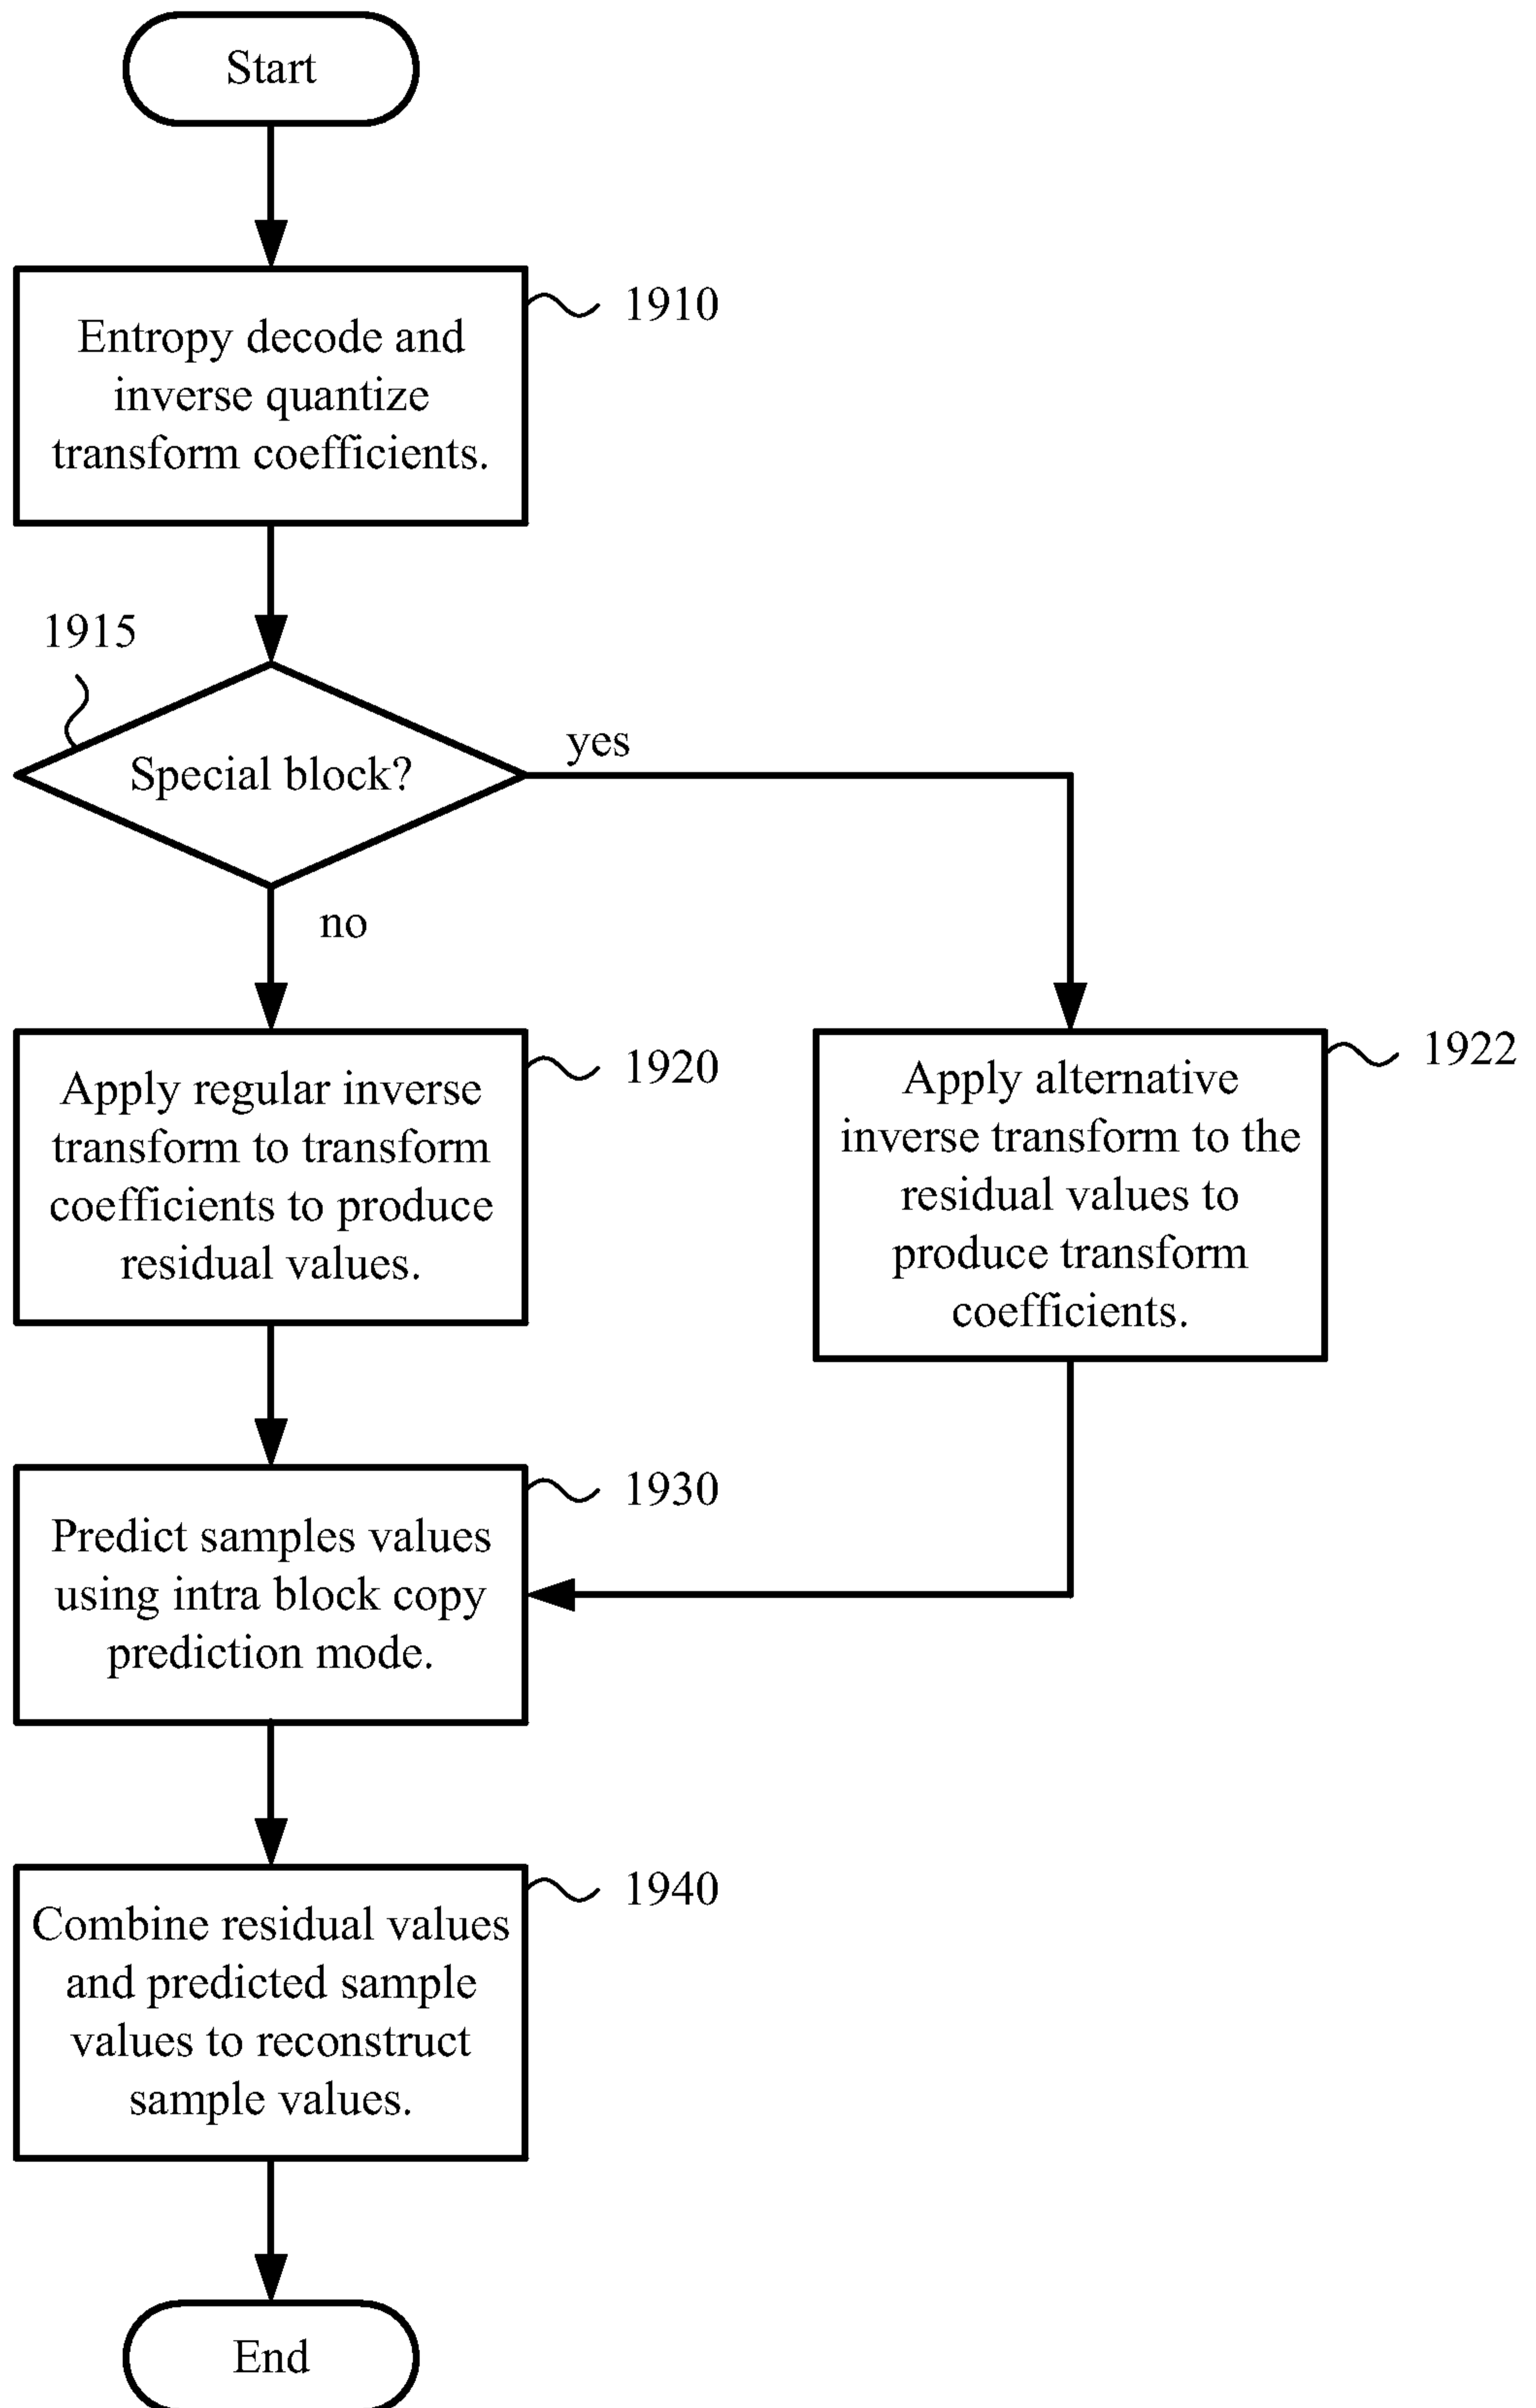 Start
1910
Entropy decode and
inverse quantize
transform coefficients.
1915
Special block?
yes
no
1920
Apply regular inverse
transform to transform
coefficients to produce
residual values.
1922
Apply alternative
inverse transform to the
residual values to
produce transform
coefficients.
1930
Predict samples values
using intra block copy
prediction mode.
1940
Combine residual values
and predicted sample
values to reconstruct
sample values.
End